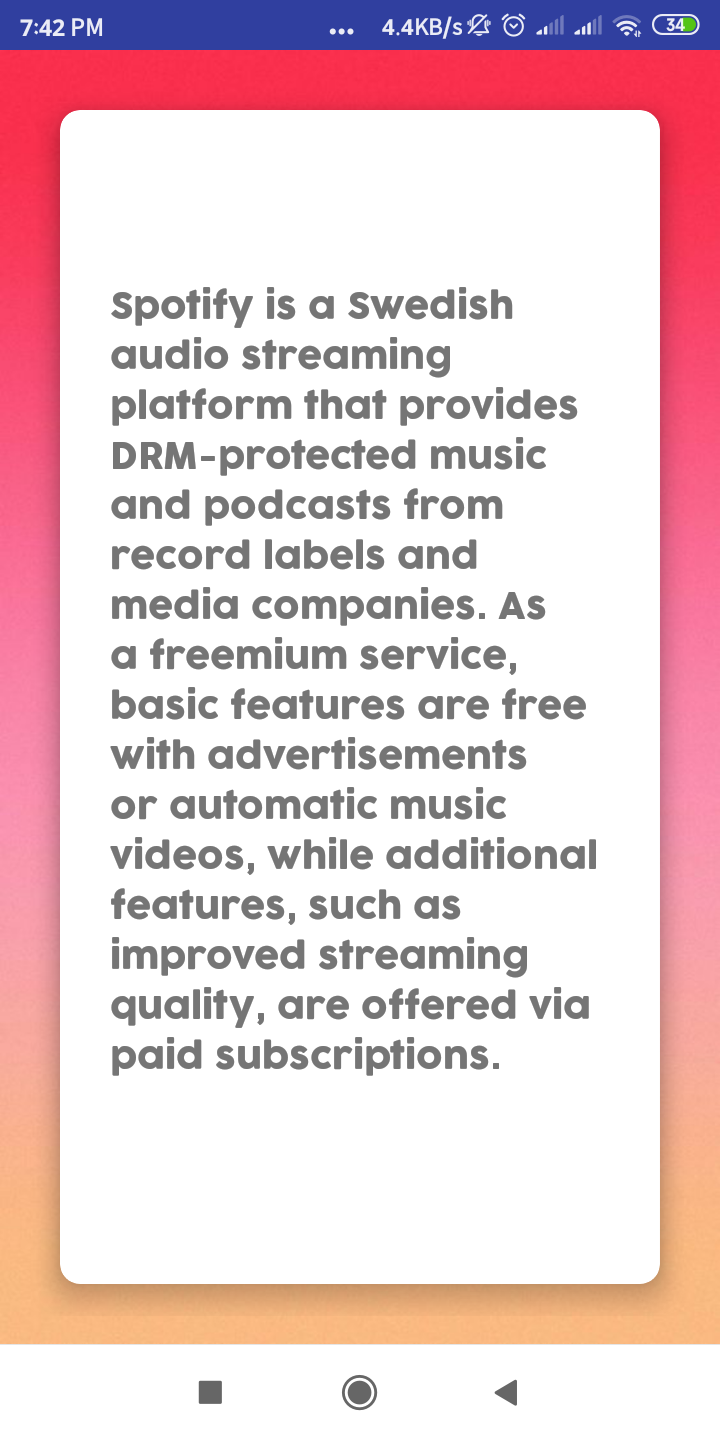 7:42 PM ... 4.4KB/s 34
Spotify is a Swedish
audio streaming
platform that provides
DRM-protected music
and podcasts from
record labels and
media companies. As
a freemium service,
basic features are free
with advertisements
or automatic music
videos, while additional
features, such as
improved streaming
quality, are offered via
paid subscriptions.